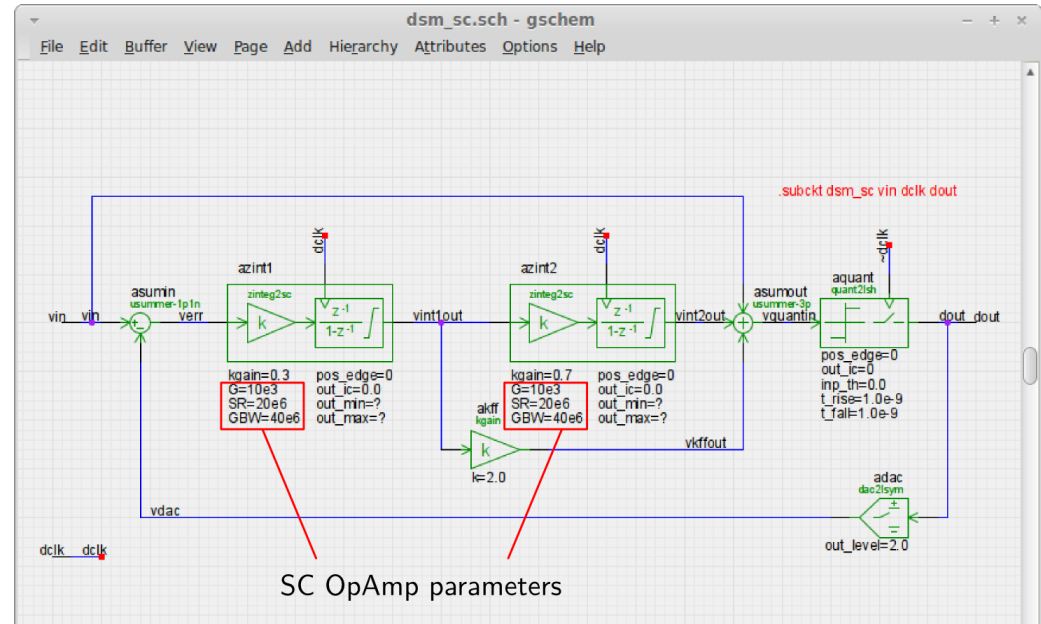 dsm_sc.sch - gschem
File Edit Buffer View Page Add Hierarchy Attributes Options Help
.subckt dsm_sc vin dclk dout
dclk
dclk
~dclk
azint1
azint2
aquant
quant2lsh
asumin
usummer-1p1n
zinteg2sc
zinteg2sc
asumout
usummer-3p
vin vin
verr
k
z -1
1-z -1
vint1out
k
z -1
1-z -1
vint2out
vquantin
dout dout
kgain=0.3
G=10e3
SR=20e6
GBW=40e6
pos_edge=0
out_ic=0.0
out_min=?
out_max=?
kgain=0.7
G=10e3
SR=20e6
GBW=40e6
pos_edge=0
out_ic=0.0
out_min=?
out_max=?
pos_edge=0
out_ic=0
inp_th=0.0
t_rise=1.0e-9
t_fall=1.0e-9
akff
kgain
k
k=2.0
vkffout
adac
dac2lsym
out_level=2.0
vdac
dclk dclk
SC OpAmp parameters